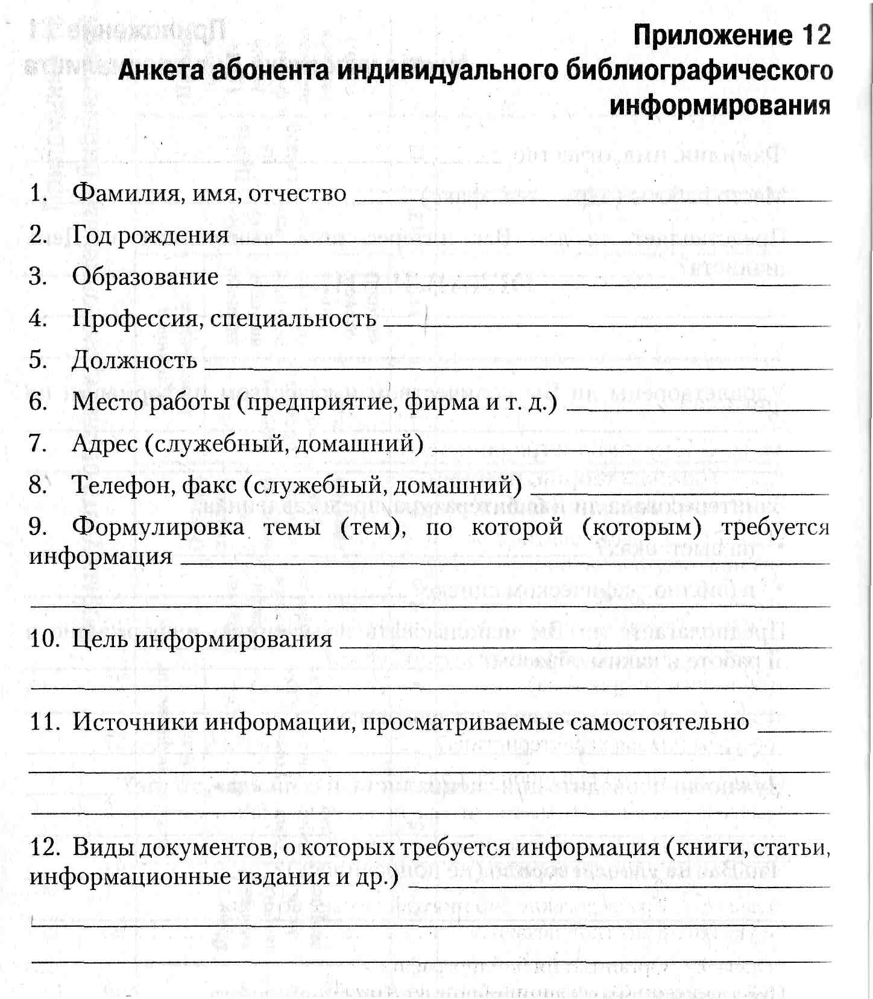 Приложение 12
Анкета абонента индивидуального библиографического
информирования
1. Фамилия, имя, отчество
2. Год рождения
3. Образование
4. Профессия, специальность
5. Должность
6. Место работы (предприятие, фирма и т. д.)
7. Адрес (служебный, домашний)
8. Телефон, факс (служебный, домашний)
9. Формулировка темы (тем), по которой (которым) требуется
информация
10. Цель информирования
11. Источники информации, просматриваемые самостоятельно
12. Виды документов, о которых требуется информация (книги, статьи,
информационные издания и др.)